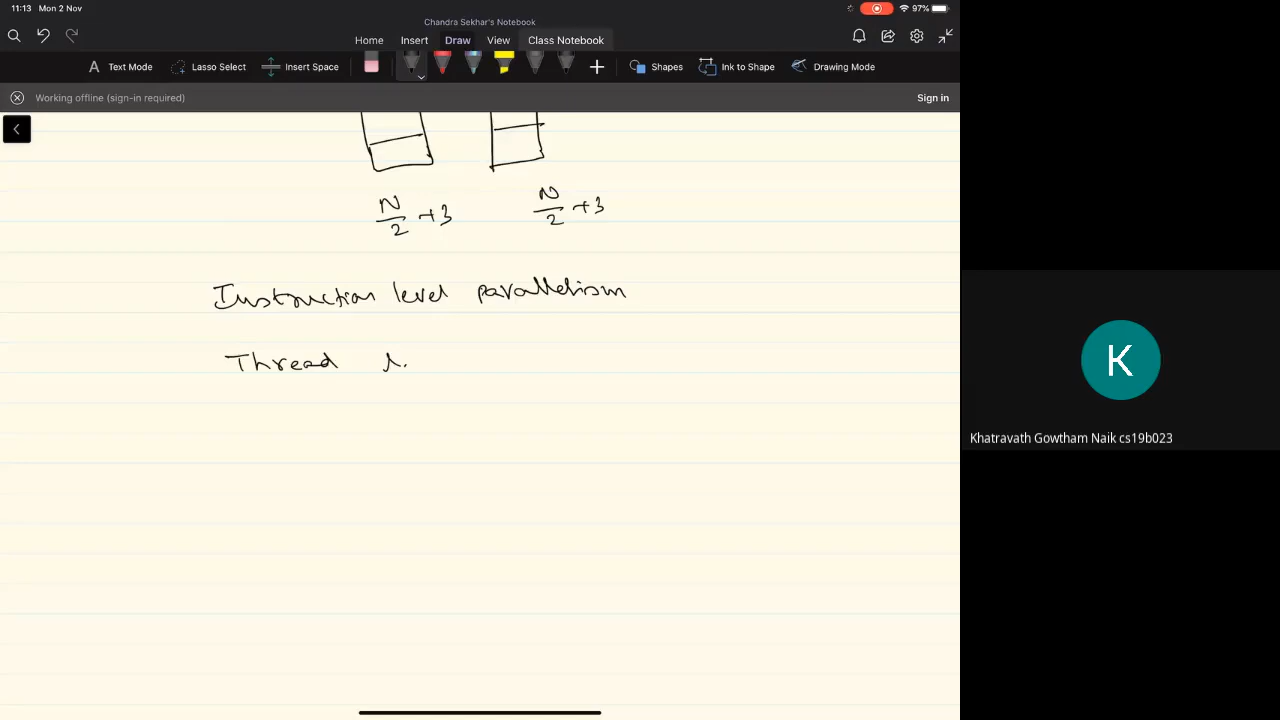 11:13 Mon 2 Nov
97%
Chandra Sekhar's Notebook
Home Insert Draw View Class Notebook
Text Mode Lasso Select Insert Space Shapes Ink to Shape Drawing Mode
Working offline (sign-in required) Sign in
N/2 +3 N/2 +3
Instruction level parallelism
Thread l.
K
Khatravath Gowtham Naik cs19b023